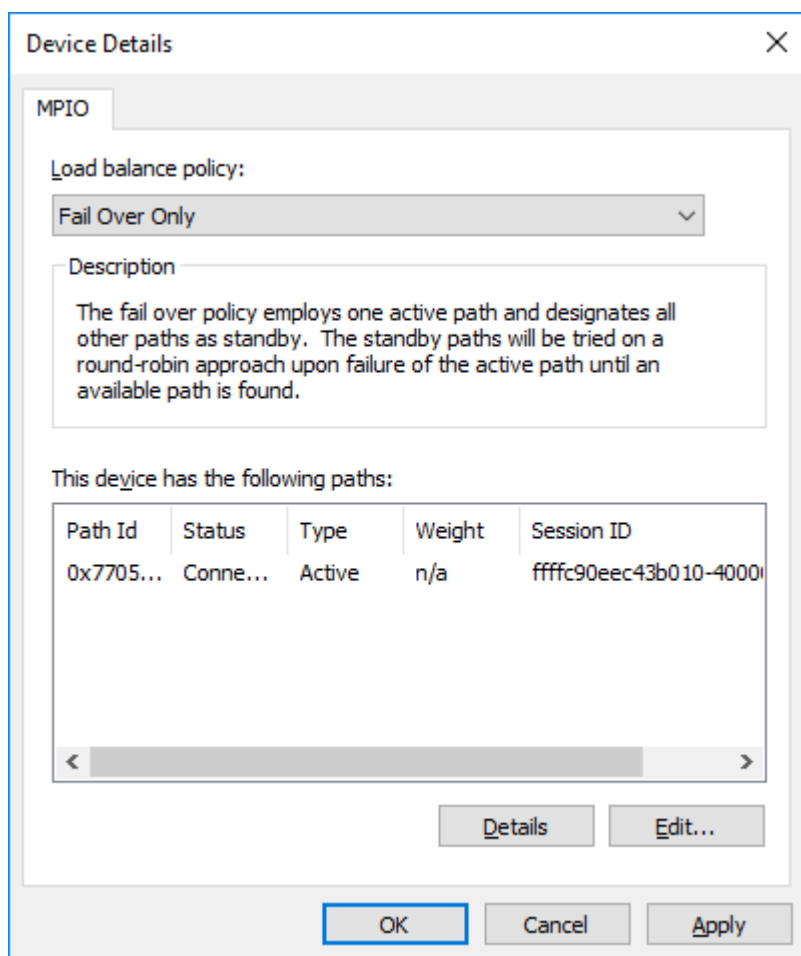 Device Details
MPIO
Load balance policy:
Fail Over Only
Description
The fail over policy employs one active path and designates all
other paths as standby.  The standby paths will be tried on a
round-robin approach upon failure of the active path until an
available path is found.
This device has the following paths:
Path Id Status Type Weight Session ID
0x7705... Conne... Active n/a ffffc90eec43b010-4000
Details Edit...
OK Cancel Apply